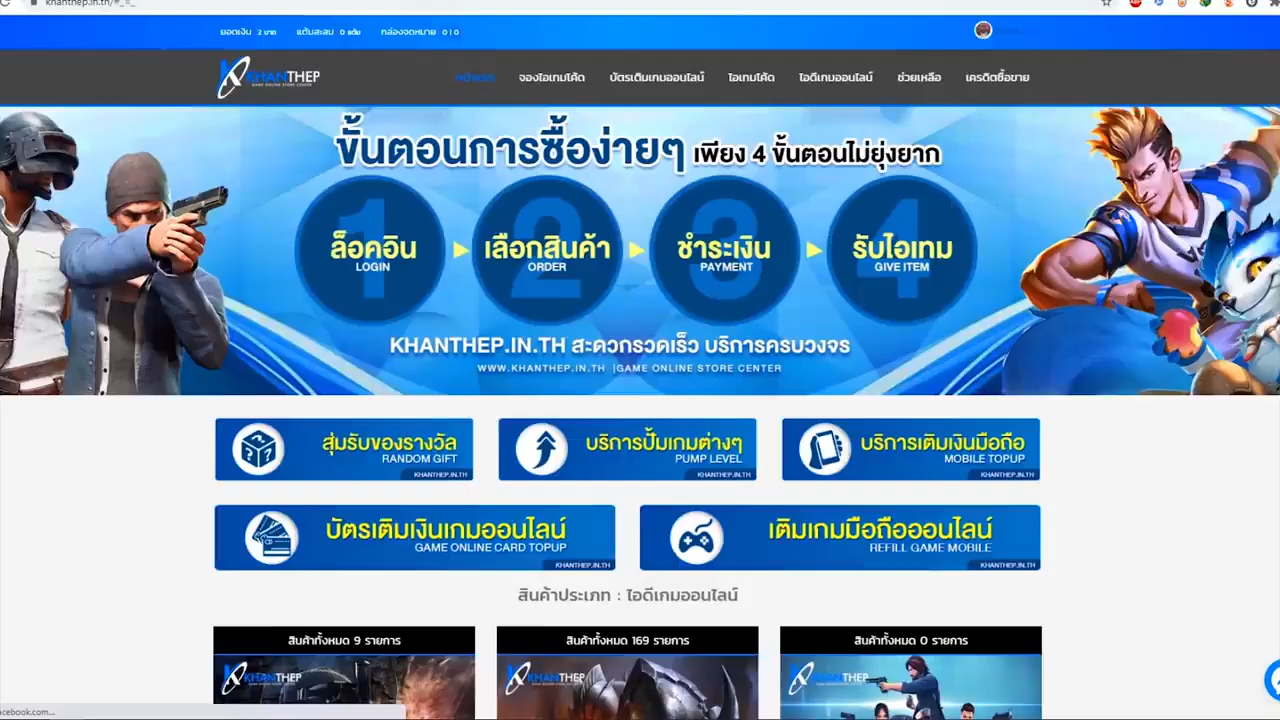 khanthep.in.th/#_=_
ยอดเงิน 2 บาท แต้มสะสม 0 แต้ม กล่องจดหมาย 0 | 0
KHANTHEP
GAME ONLINE STORE CENTER
หน้าแรก จองไอเทมโค้ด บัตรเติมเกมออนไลน์ ไอเทมโค้ด ไอดีเกมออนไลน์ ช่วยเหลือ เครดิตซื้อขาย
ขั้นตอนการซื้อง่ายๆ เพียง 4 ขั้นตอนไม่ยุ่งยาก
1 2 3 4
ล็อคอิน เลือกสินค้า ชำระเงิน รับไอเทม
LOGIN ORDER PAYMENT GIVE ITEM
KHANTHEP.IN.TH สะดวกรวดเร็ว บริการครบวงจร
WWW.KHANTHEP.IN.TH |GAME ONLINE STORE CENTER
สุ่มรับของรางวัล
RANDOM GIFT
KHANTHEP.IN.TH
บริการปั้มเกมต่างๆ
PUMP LEVEL
KHANTHEP.IN.TH
บริการเติมเงินมือถือ
MOBILE TOPUP
KHANTHEP.IN.TH
บัตรเติมเงินเกมออนไลน์
GAME ONLINE CARD TOPUP
KHANTHEP.IN.TH
เติมเกมมือถือออนไลน์
REFILL GAME MOBILE
KHANTHEP.IN.TH
สินค้าประเภท : ไอดีเกมออนไลน์
สินค้าทั้งหมด 9 รายการ สินค้าทั้งหมด 169 รายการ สินค้าทั้งหมด 0 รายการ
KHANTHEP KHANTHEP KHANTHEP
acebook.com...